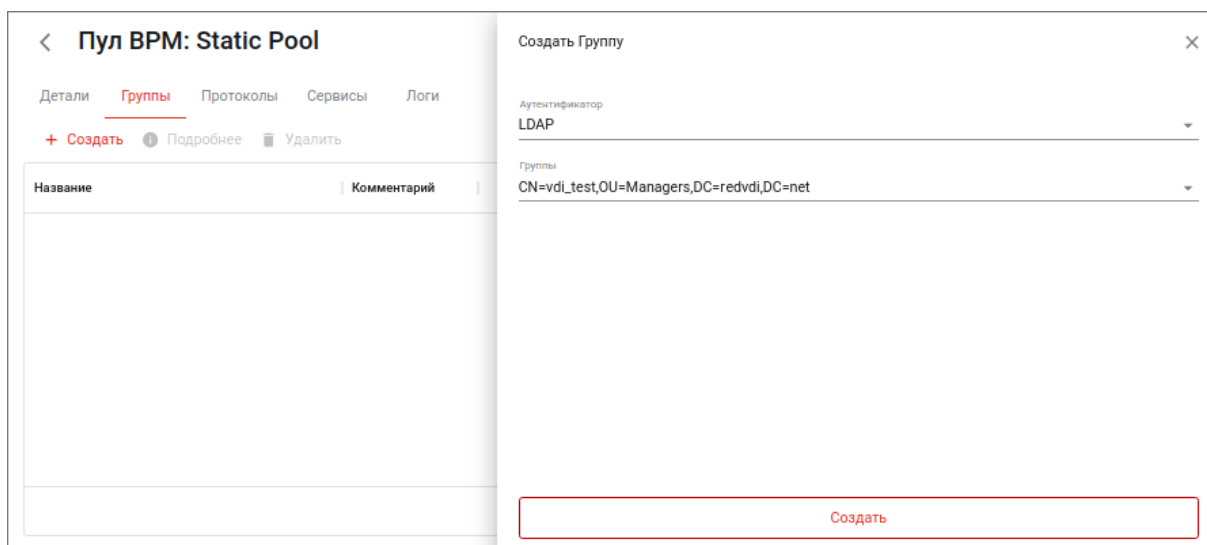 Пул ВРМ: Static Pool
Детали Группы Протоколы Сервисы Логи
+ Создать Подробнее Удалить
Название Комментарий
Создать Группу
Аутентификатор
LDAP
Группы
CN=vdi_test,OU=Managers,DC=redvdi,DC=net
Создать